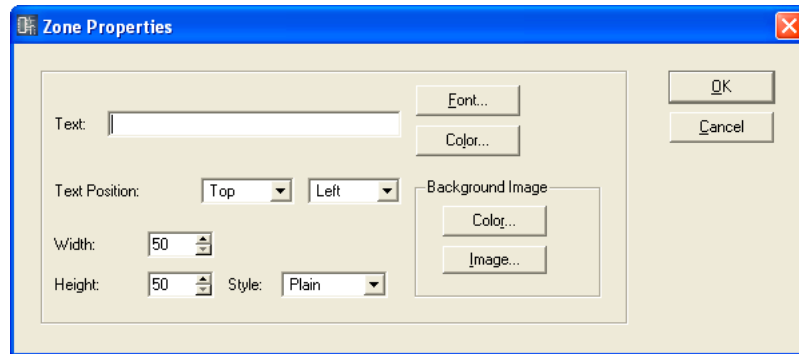 Zone Properties
Text:
Font...
Color...
OK
Cancel
Text Position:
Top
Left
Background Image
Color...
Image...
Width:
50
Height:
50
Style:
Plain